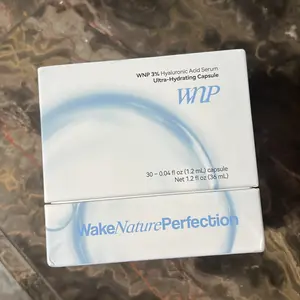 WNP 3% Hyaluronic Acid Serum
Ultra-Hydrating Capsule
WNP
30 - 0.04 fl oz (1.2 mL) capsule
Net 1.2 fl oz (36 mL)
WakeNaturePerfection